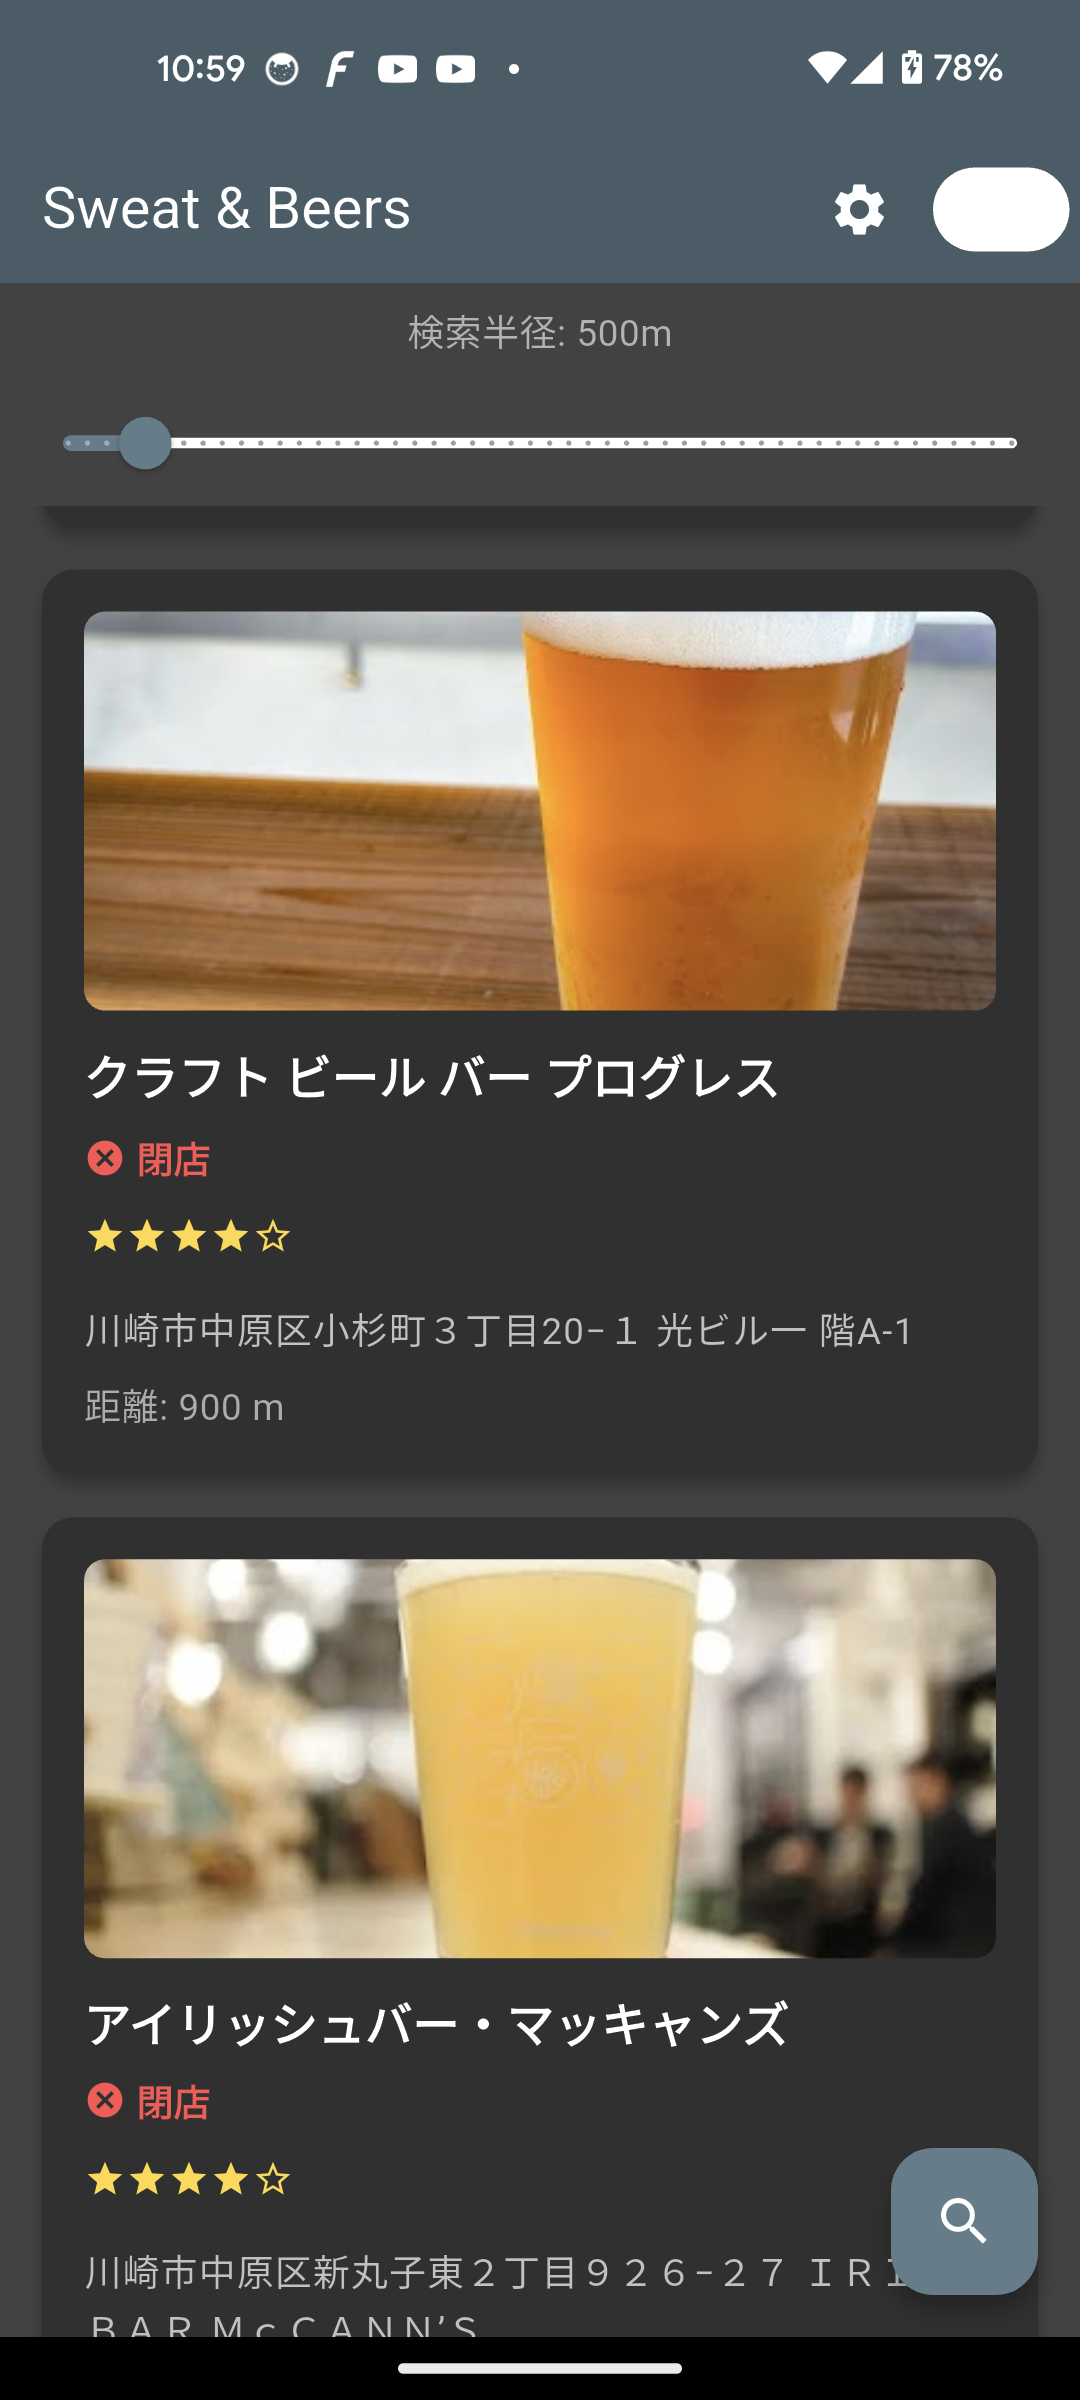 10:59
78%
Sweat & Beers
検索半径: 500m
クラフト ビール バー プログレス
閉店
川崎市中原区小杉町３丁目20−１ 光ビル一 階A-1
距離: 900 m
アイリッシュバー・マッキャンズ
閉店
川崎市中原区新丸子東２丁目９２６−２７
ＢＡＲ ＭｃＣＡＮＮ’Ｓ